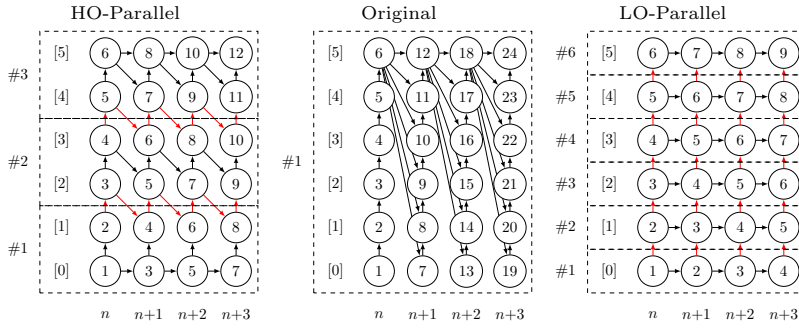 HO-Parallel Original LO-Parallel
[5] 6 8 10 12 [5] 6 12 18 24 #6 [5] 6 7 8 9
#3
[4] 5 7 9 11 [4] 5 11 17 23 #5 [4] 5 6 7 8
[3] 4 6 8 10 [3] 4 10 16 22 #4 [3] 4 5 6 7
#2 #1
[2] 3 5 7 9 [2] 3 9 15 21 #3 [2] 3 4 5 6
[1] 2 4 6 8 [1] 2 8 14 20 #2 [1] 2 3 4 5
#1
[0] 1 3 5 7 [0] 1 7 13 19 #1 [0] 1 2 3 4
n n+1 n+2 n+3 n n+1 n+2 n+3 n n+1 n+2 n+3